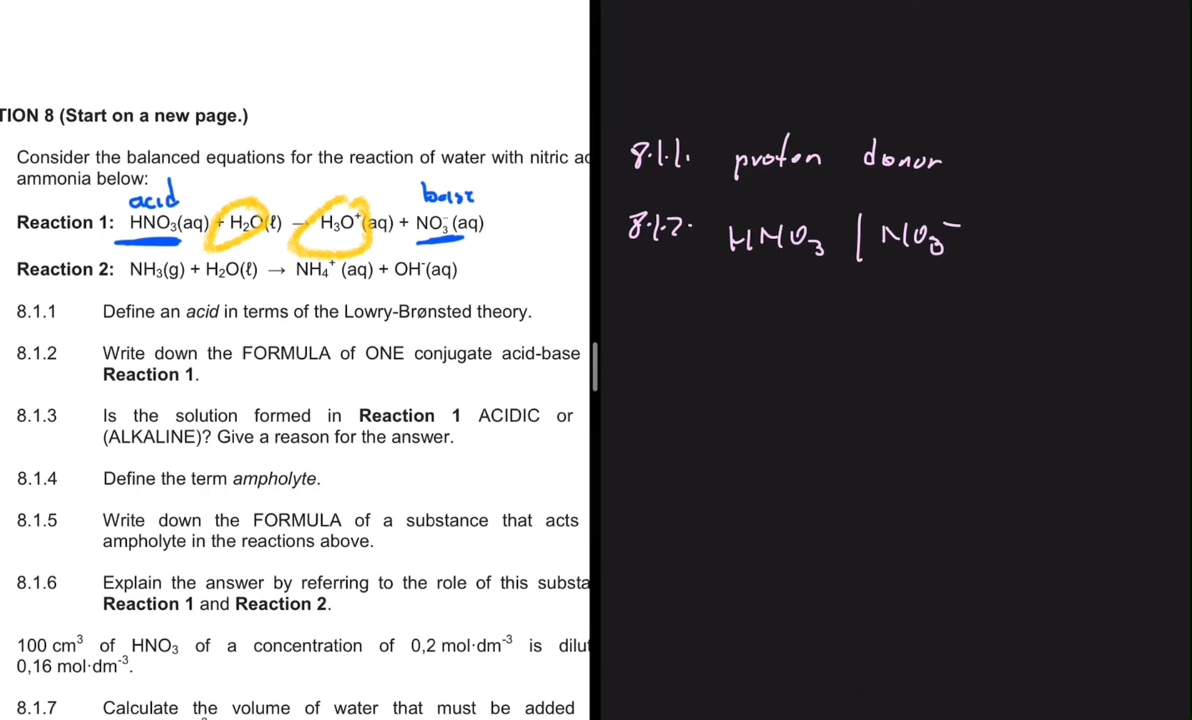 TION 8 (Start on a new page.)
Consider the balanced equations for the reaction of water with nitric ac
ammonia below:
acid
base
Reaction 1: HNO₃(aq) + H₂O(ℓ) → H₃O⁺(aq) + NO₃⁻(aq)
Reaction 2: NH₃(g) + H₂O(ℓ) → NH₄⁺ (aq) + OH⁻(aq)
8.1.1 Define an acid in terms of the Lowry-Brønsted theory.
8.1.2 Write down the FORMULA of ONE conjugate acid-base
Reaction 1.
8.1.3 Is the solution formed in Reaction 1 ACIDIC or
(ALKALINE)? Give a reason for the answer.
8.1.4 Define the term ampholyte.
8.1.5 Write down the FORMULA of a substance that acts
ampholyte in the reactions above.
8.1.6 Explain the answer by referring to the role of this substa
Reaction 1 and Reaction 2.
100 cm³ of HNO₃ of a concentration of 0,2 mol·dm⁻³ is dilu
0,16 mol·dm⁻³.
8.1.7 Calculate the volume of water that must be added
8.1.1. proton donor
8.1.2. HNO₃ | NO₃⁻